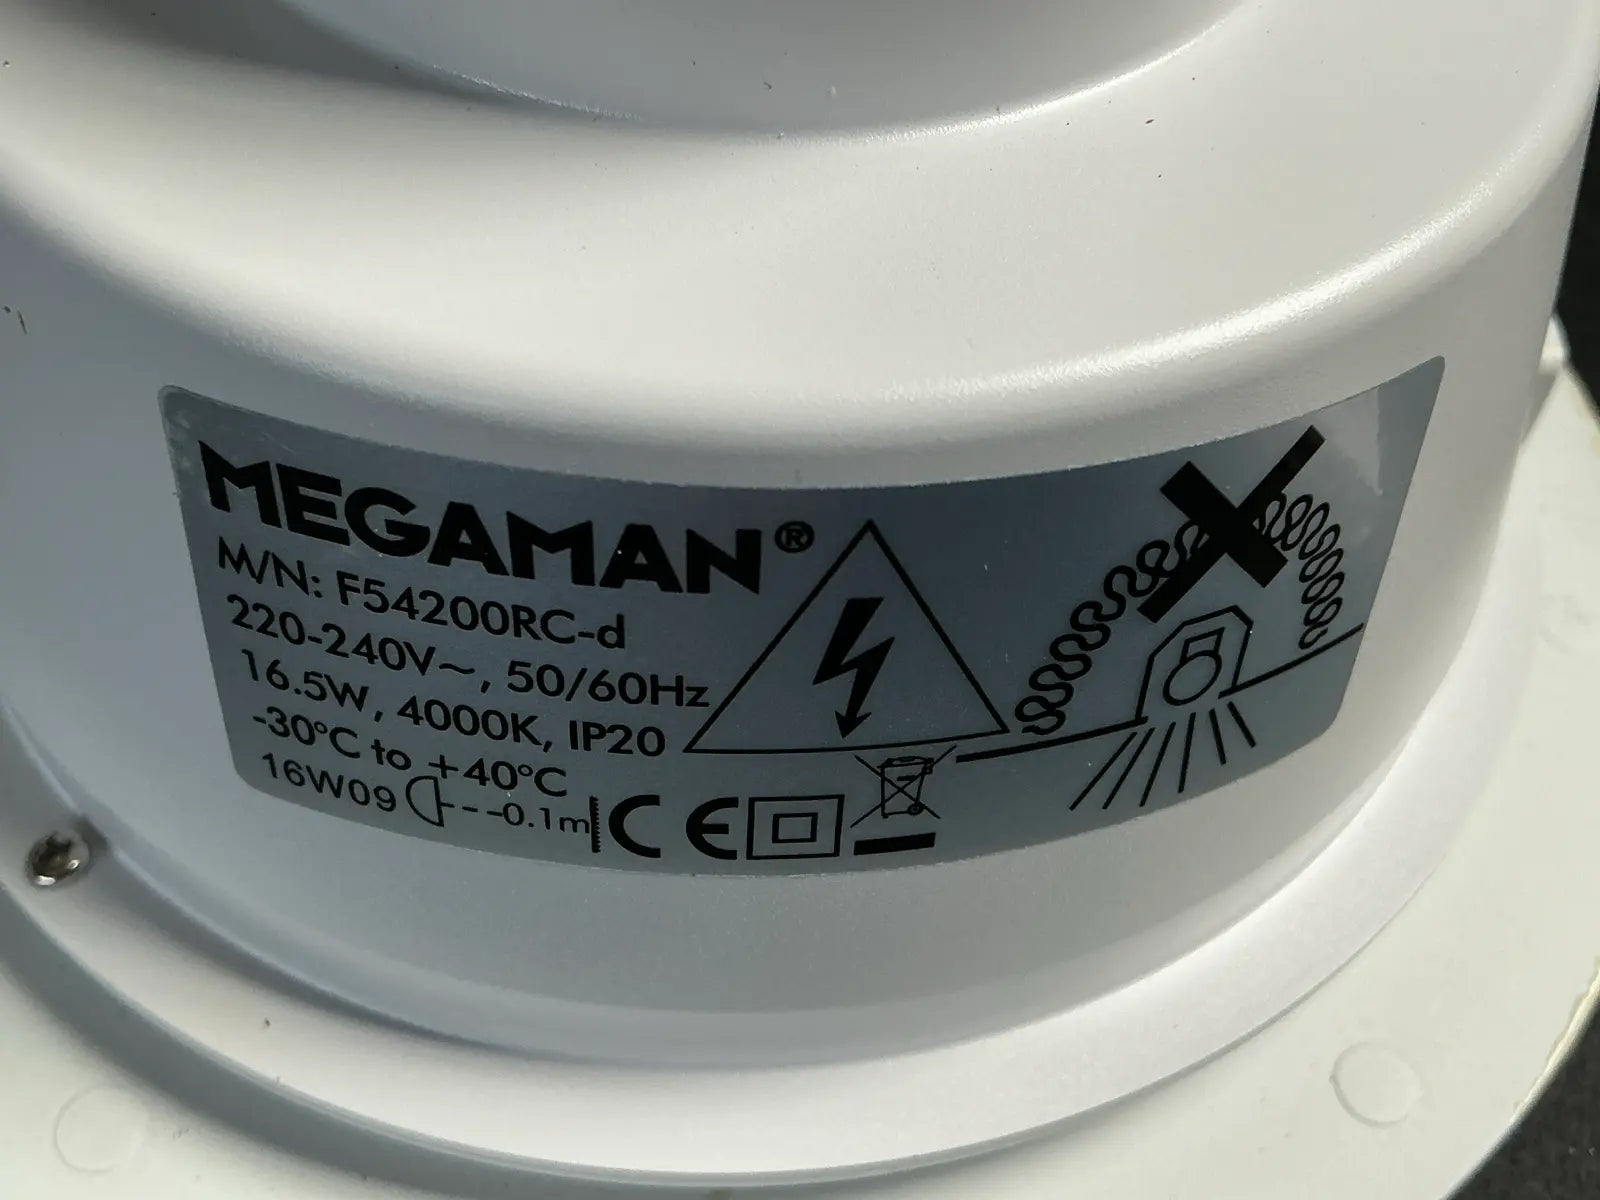 MEGAMAN®
M/N: F54200RC-d
220-240V~, 50/60Hz
16.5W, 4000K, IP20
-30°C to +40°C
16W09 ---0.1m CE